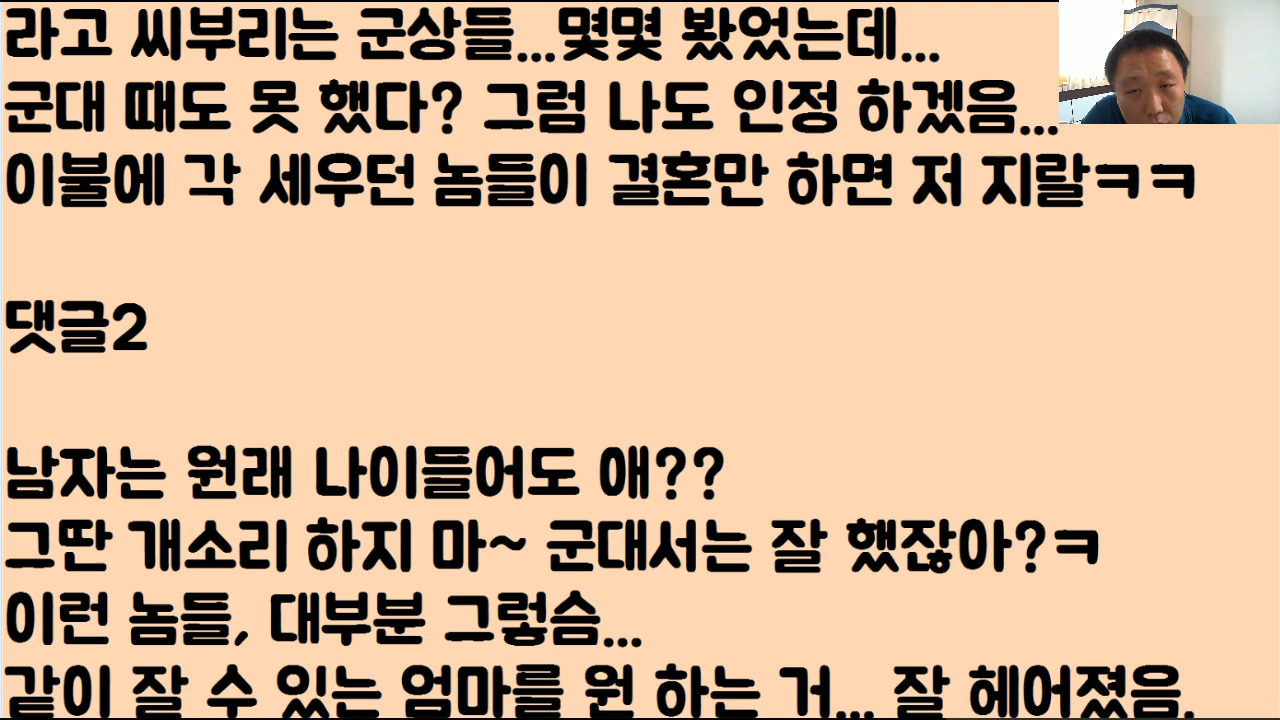 라고 씨부리는 군상들...몇몇 봤었는데...
군대 때도 못 했다? 그럼 나도 인정 하겠음...
이불에 각 세우던 놈들이 결혼만 하면 저 지랄ㅋㅋ
댓글2
남자는 원래 나이들어도 애??
그딴 개소리 하지 마~ 군대서는 잘 했잖아?ㅋ
이런 놈들, 대부분 그렇슴...
같이 잘 수 있는 엄마를 원 하는 거... 잘 헤어졌음.